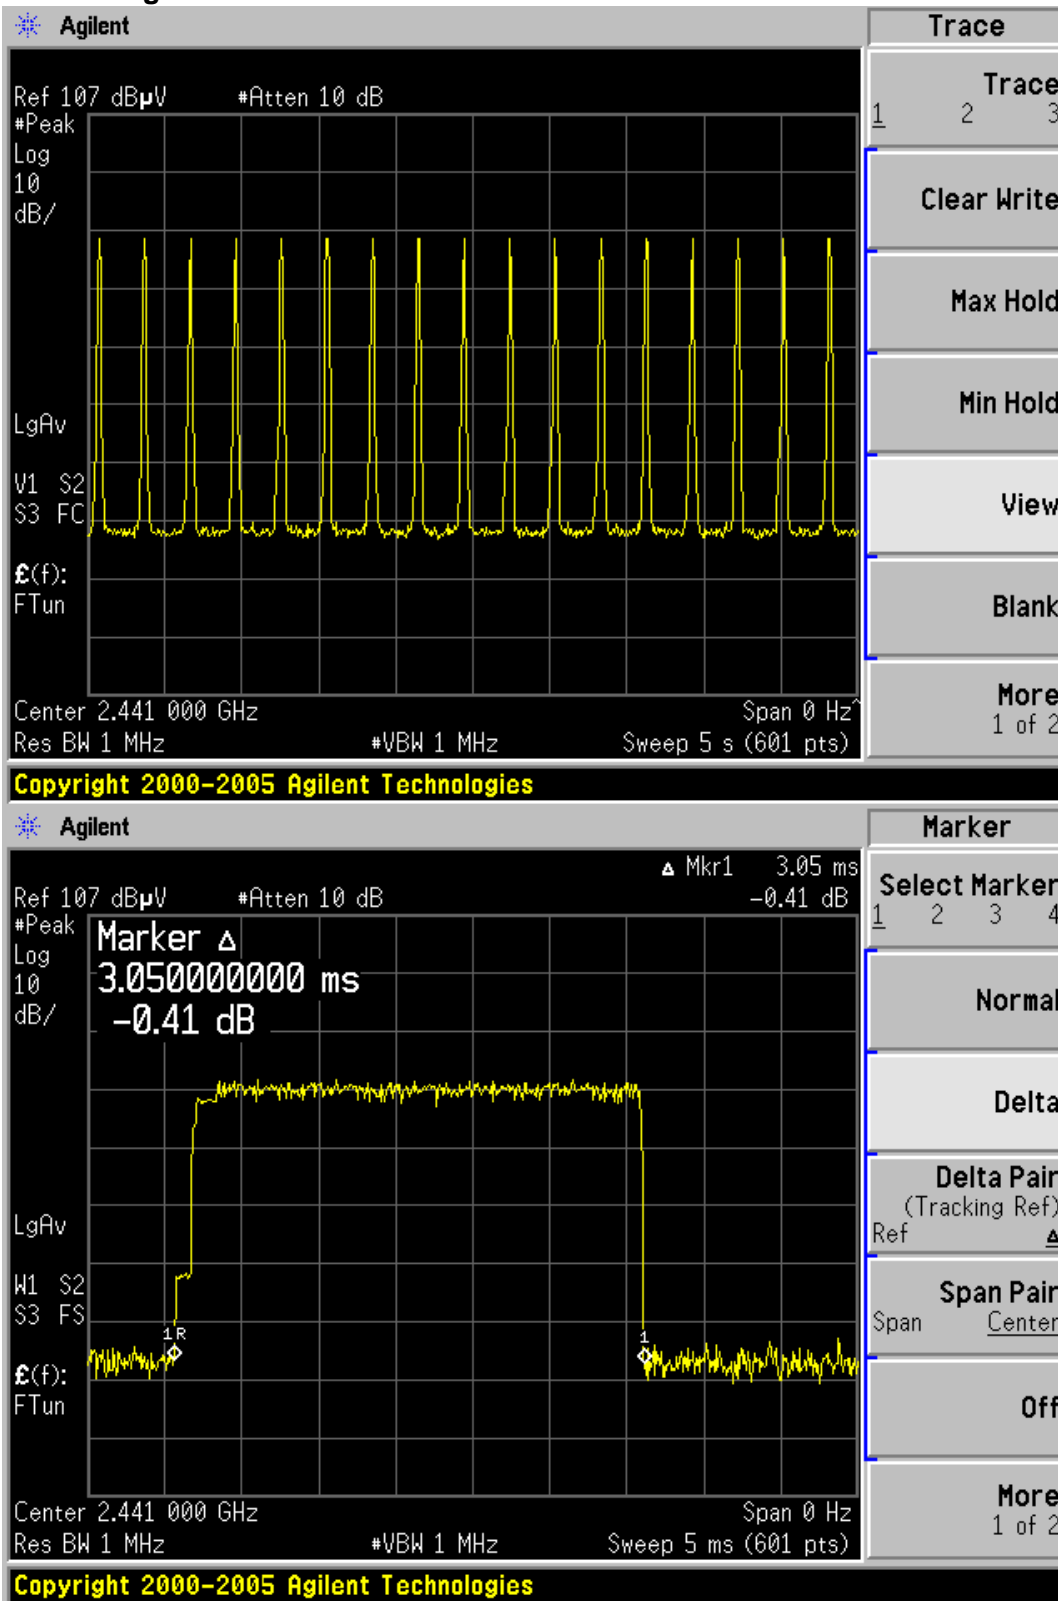 Agilent
Trace
Ref 107 dBµV #Atten 10 dB
#Peak
Log
10
dB/
LgAv
V1 S2
S3 FC
£(f):
FTun
Center 2.441 000 GHz Span 0 Hz^
Res BW 1 MHz #VBW 1 MHz Sweep 5 s (601 pts)
Trace
1 2 3
Clear Write
Max Hold
Min Hold
View
Blank
More
1 of 2
Copyright 2000-2005 Agilent Technologies
Agilent
Marker
Δ Mkr1 3.05 ms
Ref 107 dBµV #Atten 10 dB -0.41 dB
#Peak
Log
10
dB/
Marker Δ
3.050000000 ms
-0.41 dB
LgAv
W1 S2
S3 FS
£(f):
FTun
1R
1
Center 2.441 000 GHz Span 0 Hz
Res BW 1 MHz #VBW 1 MHz Sweep 5 ms (601 pts)
Select Marker
1 2 3 4
Normal
Delta
Delta Pair
(Tracking Ref)
Ref Δ
Span Pair
Span Center
Off
More
1 of 2
Copyright 2000-2005 Agilent Technologies